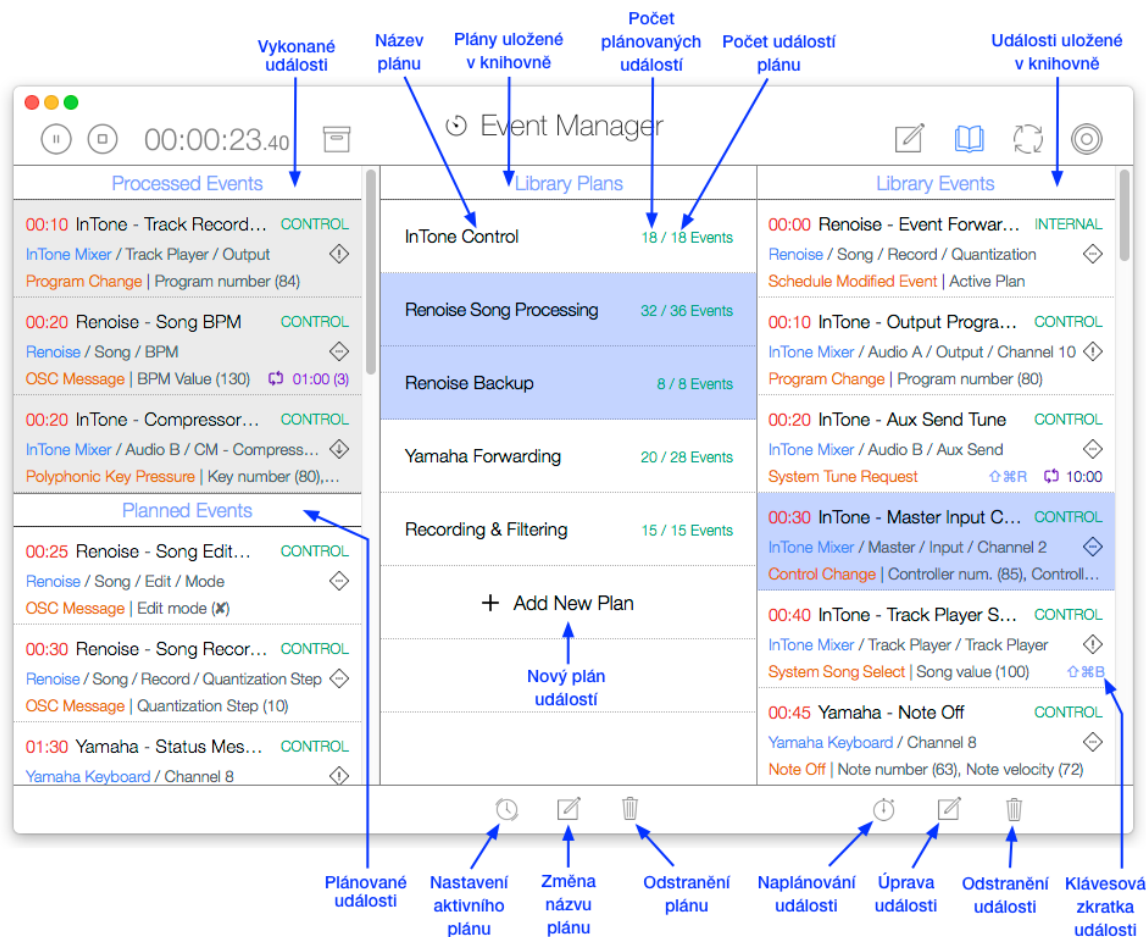 Vykonané
události
Název
plánu
Plány uložené
v knihovně
Počet
plánovaných
událostí
Počet událostí
plánu
Události uložené
v knihovně
00:00:23.40
Event Manager
Processed Events
00:10 InTone - Track Record... CONTROL
InTone Mixer / Track Player / Output
Program Change | Program number (84)
00:20 Renoise - Song BPM CONTROL
Renoise / Song / BPM
OSC Message | BPM Value (130) 01:00 (3)
00:20 InTone - Compressor... CONTROL
InTone Mixer / Audio B / CM - Compress...
Polyphonic Key Pressure | Key number (80),...
Planned Events
00:25 Renoise - Song Edit... CONTROL
Renoise / Song / Edit / Mode
OSC Message | Edit mode (✘)
00:30 Renoise - Song Recor... CONTROL
Renoise / Song / Record / Quantization Step
OSC Message | Quantization Step (10)
01:30 Yamaha - Status Mes... CONTROL
Yamaha Keyboard / Channel 8
Library Plans
InTone Control 18 / 18 Events
Renoise Song Processing 32 / 36 Events
Renoise Backup 8 / 8 Events
Yamaha Forwarding 20 / 28 Events
Recording & Filtering 15 / 15 Events
+ Add New Plan
Nový plán
událostí
Library Events
00:00 Renoise - Event Forwar... INTERNAL
Renoise / Song / Record / Quantization
Schedule Modified Event | Active Plan
00:10 InTone - Output Progra... CONTROL
InTone Mixer / Audio A / Output / Channel 10
Program Change | Program number (80)
00:20 InTone - Aux Send Tune CONTROL
InTone Mixer / Audio B / Aux Send
System Tune Request ⇧⌘R 10:00
00:30 InTone - Master Input C... CONTROL
InTone Mixer / Master / Input / Channel 2
Control Change | Controller num. (85), Controll...
00:40 InTone - Track Player S... CONTROL
InTone Mixer / Track Player / Track Player
System Song Select | Song value (100) ⇧⌘B
00:45 Yamaha - Note Off CONTROL
Yamaha Keyboard / Channel 8
Note Off | Note number (63), Note velocity (72)
Plánované
události
Nastavení
aktivního
plánu
Změna
názvu
plánu
Odstranění
plánu
Naplánování
události
Úprava
události
Odstranění
události
Klávesová
zkratka
události